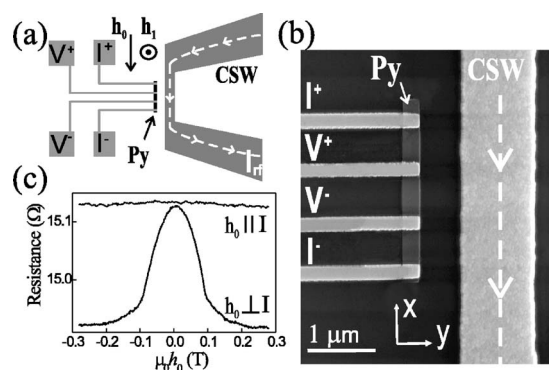 (a)
h₀ h₁
V⁺ I⁺
CSW
V⁻ I⁻
Py
I_rf
(b)
Py CSW
I⁺
V⁺
V⁻
I⁻
x
y
1 μm
(c)
Resistance (Ω)
15.1
15.0
h₀ || I
h₀ ⊥ I
-0.3 -0.2 -0.1 0.0 0.1 0.2 0.3
μ₀h₀ (T)